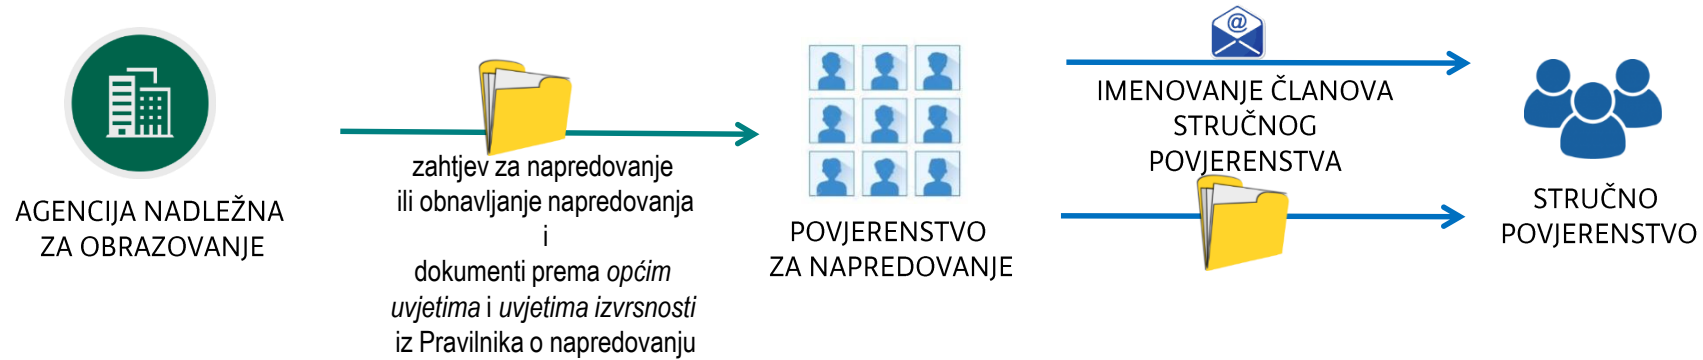 AGENCIJA NADLEŽNA
ZA OBRAZOVANJE
zahtjev za napredovanje
ili obnavljanje napredovanja
i
dokumenti prema općim
uvjetima i uvjetima izvrsnosti
iz Pravilnika o napredovanju
POVJERENSTVO
ZA NAPREDOVANJE
@
IMENOVANJE ČLANOVA
STRUČNOG
POVJERENSTVA
STRUČNO
POVJERENSTVO